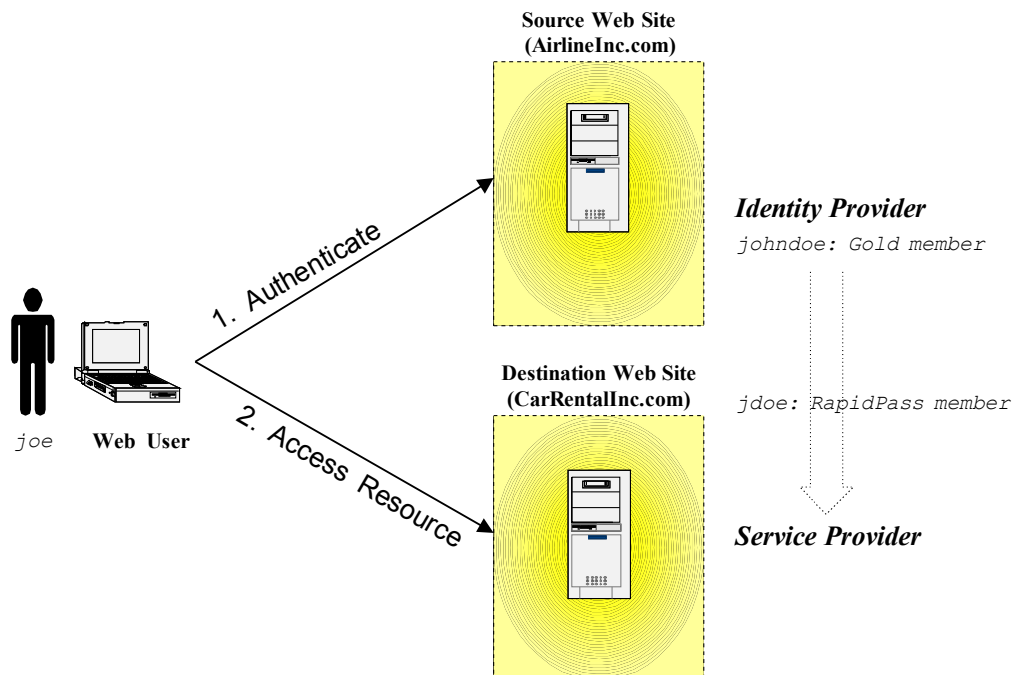 Source Web Site
(AirlineInc.com)
Identity Provider
johndoe: Gold member
1. Authenticate
Destination Web Site
(CarRentalInc.com)
jdoe: RapidPass member
2. Access Resource
joe
Web User
Service Provider